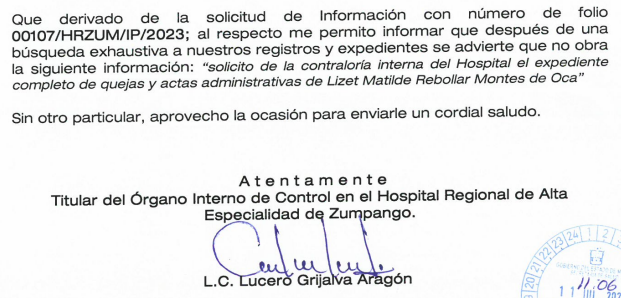 Que derivado de la solicitud de Información con número de folio
00107/HRZUM/IP/2023; al respecto me permito informar que después de una
búsqueda exhaustiva a nuestros registros y expedientes se advierte que no obra
la siguiente información: “solicito de la contraloría interna del Hospital el expediente
completo de quejas y actas administrativas de Lizet Matilde Rebollar Montes de Oca”
Sin otro particular, aprovecho la ocasión para enviarle un cordial saludo.
A t e n t a m e n t e
Titular del Órgano Interno de Control en el Hospital Regional de Alta
Especialidad de Zumpango.
L.C. Lucero Grijalva Aragón
20 21 22 23 24 1 2
11:06
11